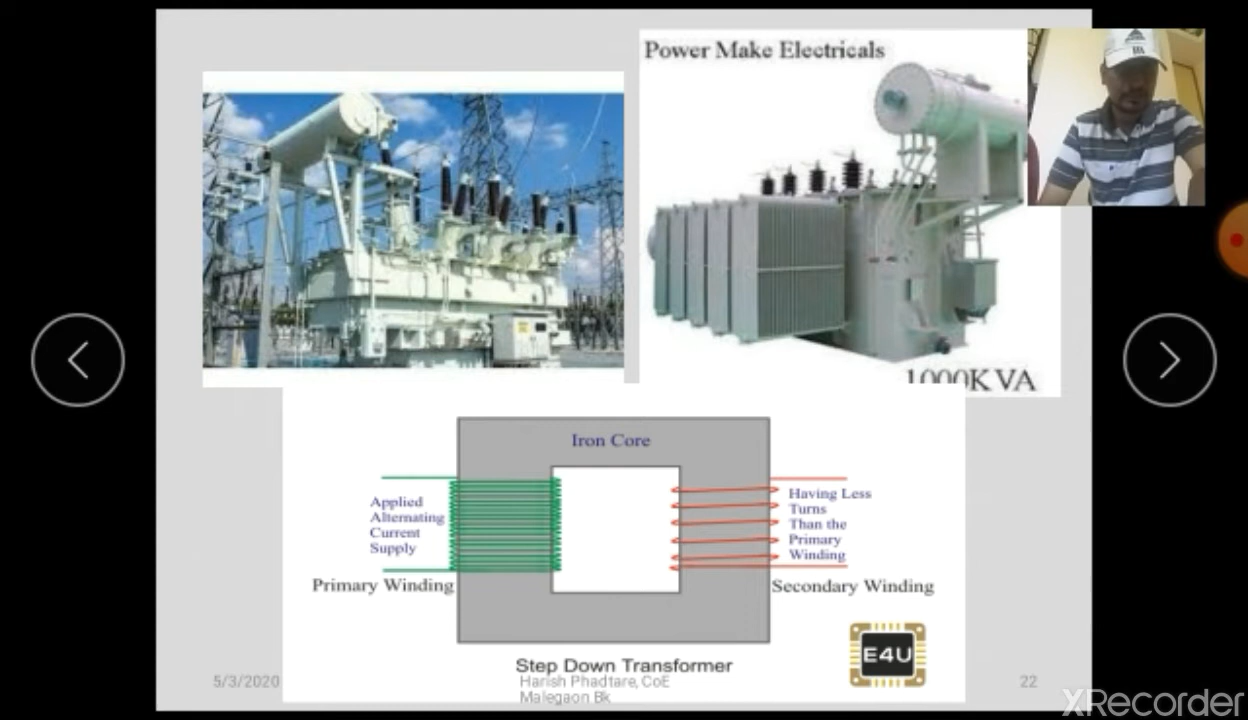 Power Make Electricals
1000KVA
Iron Core
Applied
Alternating
Current
Supply
Having Less
Turns
Than the
Primary
Winding
Primary Winding
Secondary Winding
E4U
Step Down Transformer
5/3/2020
Harish Phadtare, CoE
Malegaon Bk
22
XRecorder